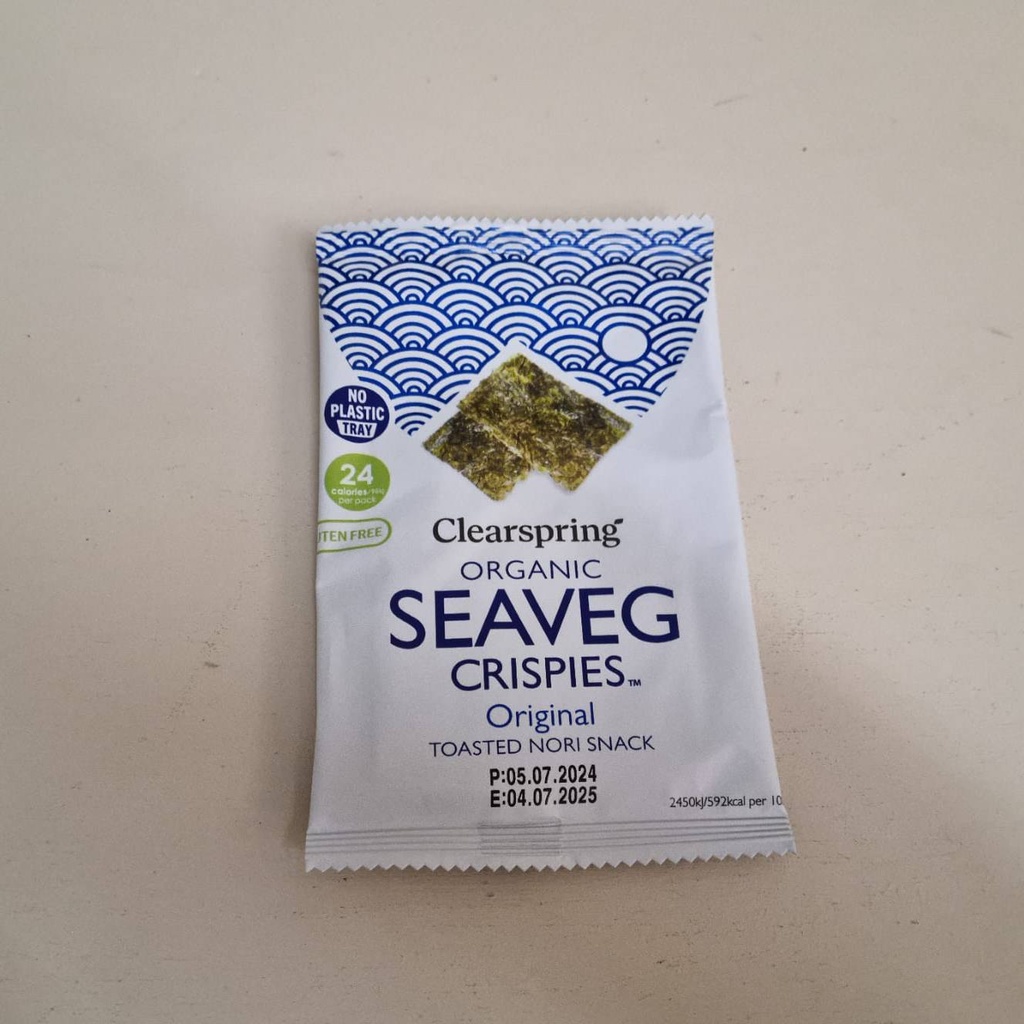 NO
PLASTIC
TRAY
24
calories
per pack
TEN FREE
Clearspring
ORGANIC
SEAVEG
CRISPIES™
Original
TOASTED NORI SNACK
P:05.07.2024
E:04.07.2025
2450kJ/592kcal per 10